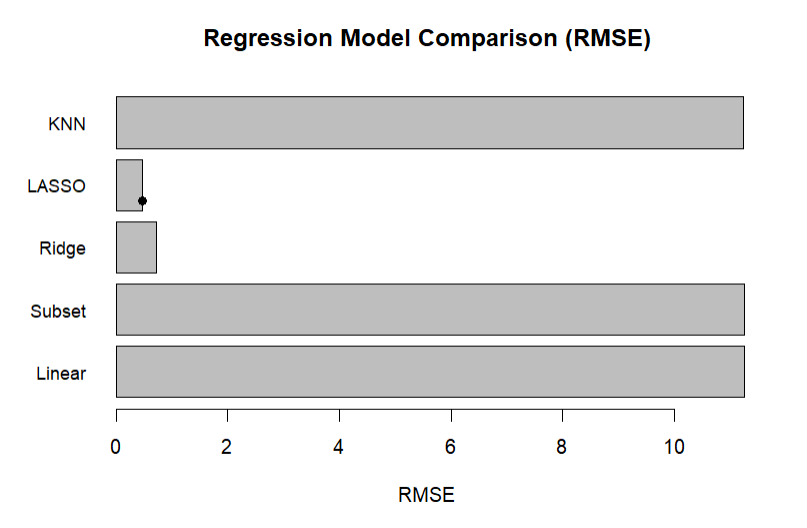 Regression Model Comparison (RMSE)
KNN
LASSO
Ridge
Subset
Linear
0 2 4 6 8 10
RMSE